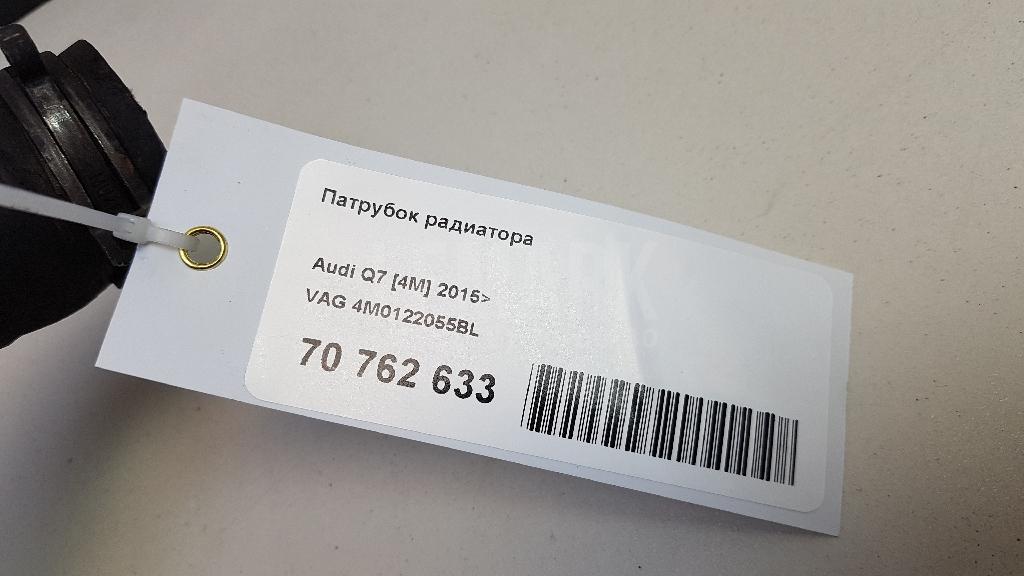 Патрубок радиатора
Audi Q7 [4M] 2015>
VAG 4M0122055BL
70 762 633